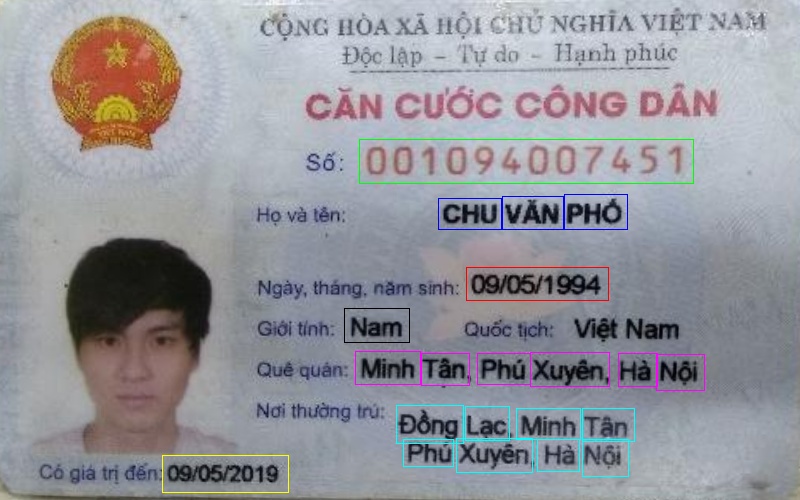 CỘNG HÒA XÃ HỘI CHỦ NGHĨA VIỆT NAM
Độc lập - Tự do - Hạnh phúc
CĂN CƯỚC CÔNG DÂN
Số: 001094007451
Họ và tên: CHU VĂN PHỐ
Ngày, tháng, năm sinh: 09/05/1994
Giới tính: Nam Quốc tịch: Việt Nam
Quê quán: Minh Tân, Phú Xuyên, Hà Nội
Nơi thường trú: Đồng Lạc, Minh Tân
Phú Xuyên, Hà Nội
Có giá trị đến: 09/05/2019
VIỆT NAM